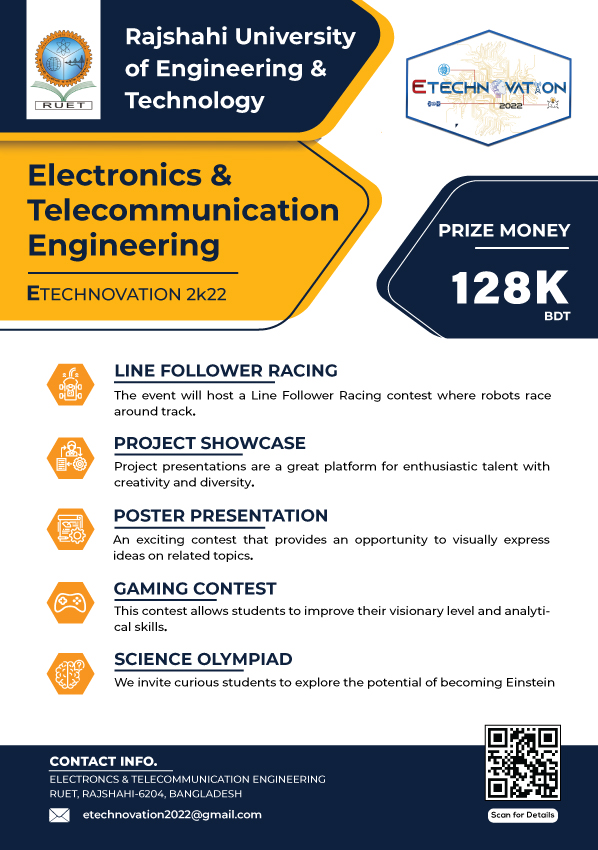 RUET
Rajshahi University
of Engineering &
Technology
ETECHNOVATION
2022
Electronics &
Telecommunication
Engineering
ETECHNOVATION 2k22
PRIZE MONEY
128K
BDT
LINE FOLLOWER RACING
The event will host a Line Follower Racing contest where robots race
around track.
PROJECT SHOWCASE
Project presentations are a great platform for enthusiastic talent with
creativity and diversity.
POSTER PRESENTATION
An exciting contest that provides an opportunity to visually express
ideas on related topics.
GAMING CONTEST
This contest allows students to improve their visionary level and analyti-
cal skills.
SCIENCE OLYMPIAD
We invite curious students to explore the potential of becoming Einstein
CONTACT INFO.
ELECTRONCS & TELECOMMUNICATION ENGINEERING
RUET, RAJSHAHI-6204, BANGLADESH
etechnovation2022@gmail.com
Scan for Details